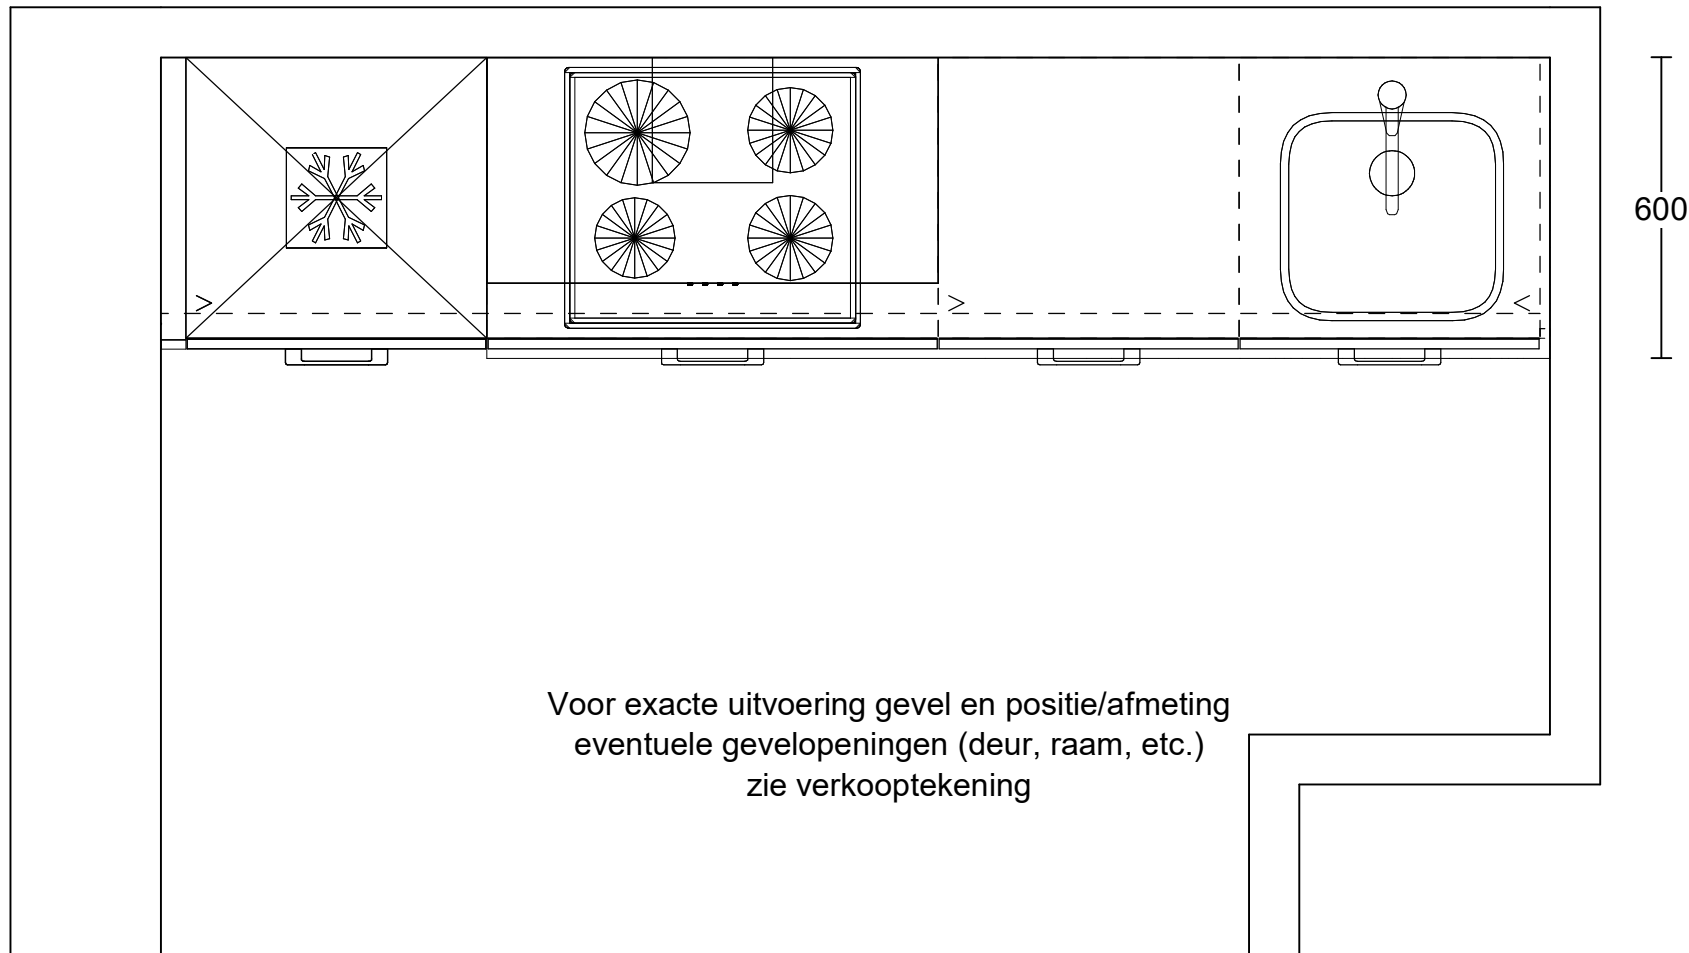 600
Voor exacte uitvoering gevel en positie/afmeting
eventuele gevelopeningen (deur, raam, etc.)
zie verkooptekening